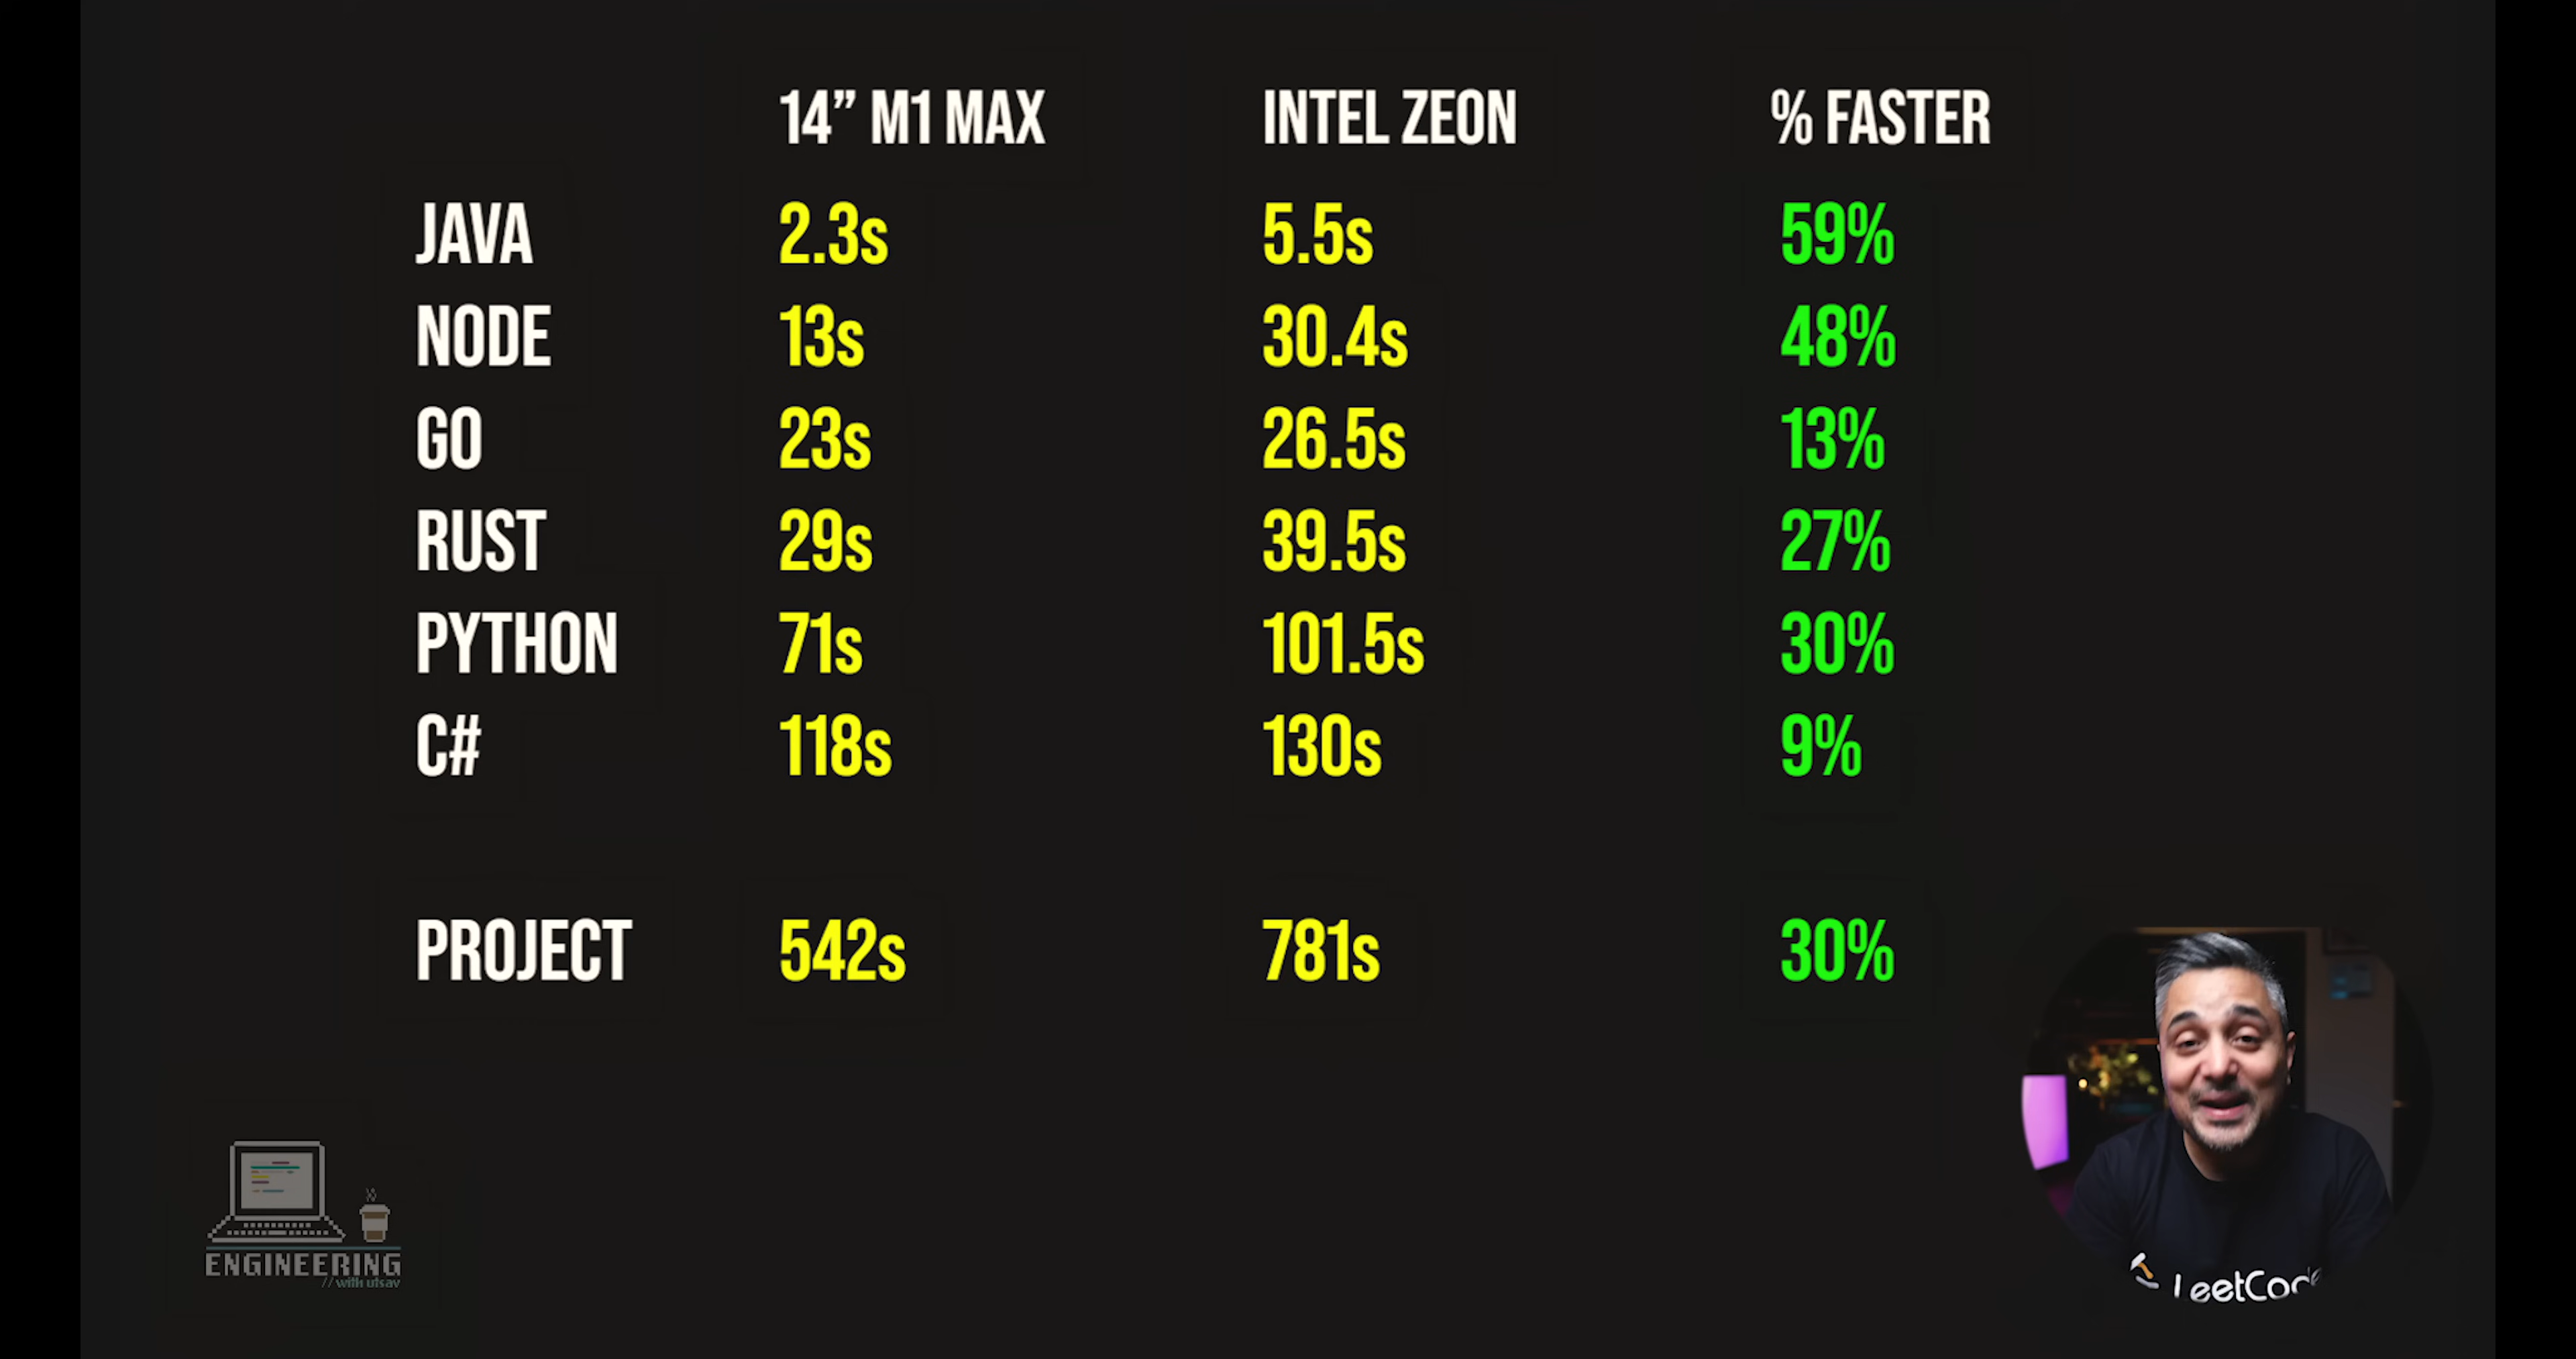 14” M1 MAX INTEL ZEON % FASTER
JAVA 2.3s 5.5s 59%
NODE 13s 30.4s 48%
GO 23s 26.5s 13%
RUST 29s 39.5s 27%
PYTHON 71s 101.5s 30%
C# 118s 130s 9%
PROJECT 542s 781s 30%
ENGINEERING
// with utsav